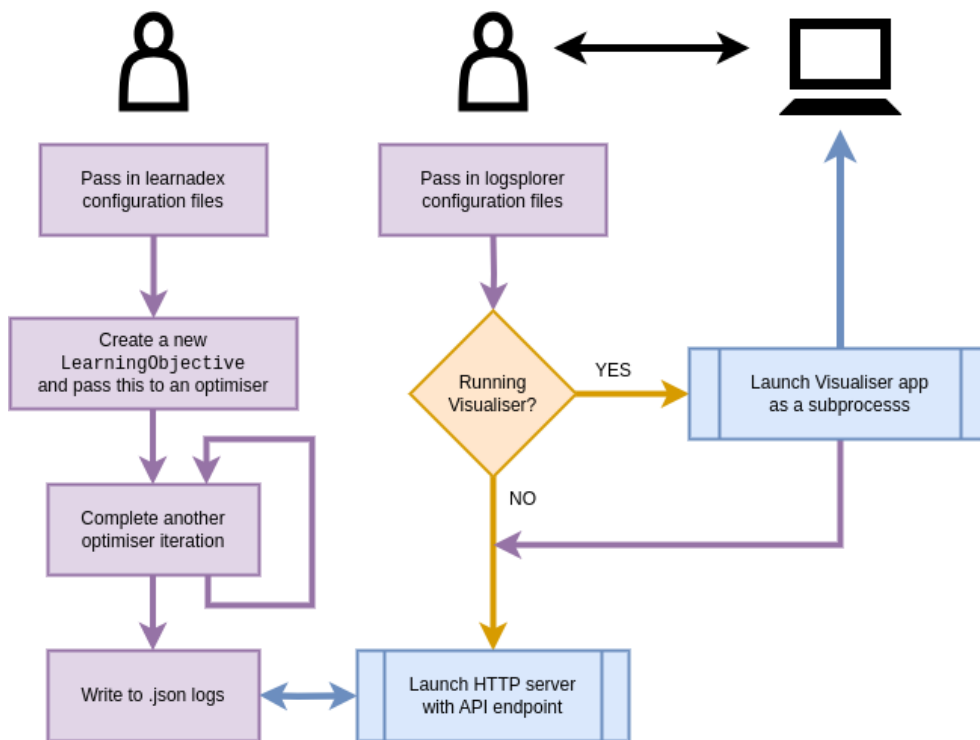 Pass in learnadex
configuration files
Pass in logsplorer
configuration files
Create a new
LearningObjective
and pass this to an optimiser
Running
Visualiser?
YES
Launch Visualiser app
as a subprocesss
NO
Complete another
optimiser iteration
Write to .json logs
Launch HTTP server
with API endpoint